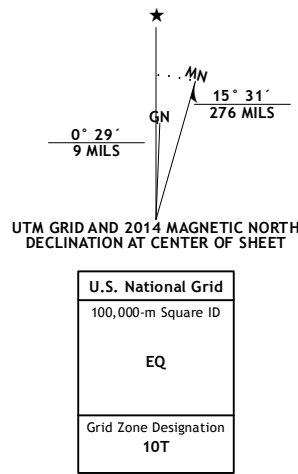 ★
MN
GN
15° 31´
276 MILS
0° 29´
9 MILS
UTM GRID AND 2014 MAGNETIC NORTH
DECLINATION AT CENTER OF SHEET
U.S. National Grid
100,000-m Square ID
EQ
Grid Zone Designation
10T